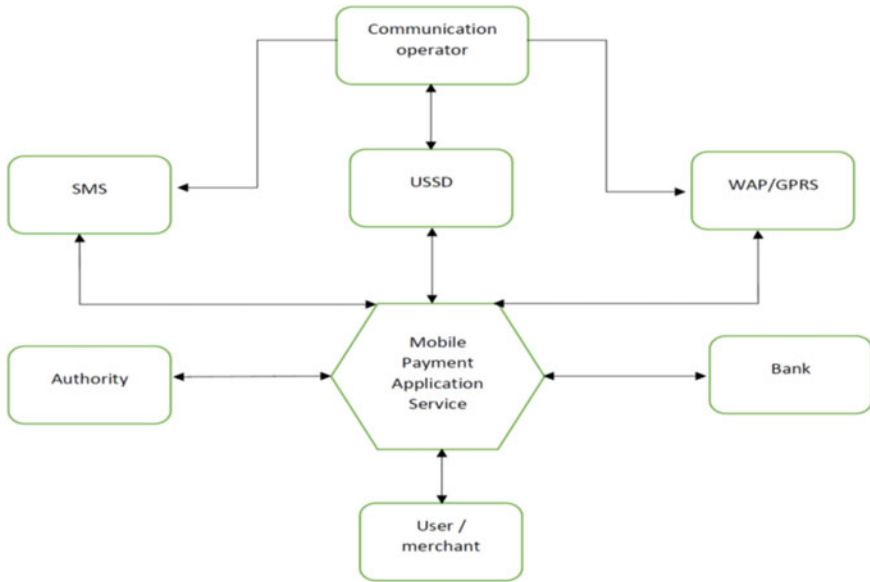 Communication
operator
SMS
USSD
WAP/GPRS
Mobile
Payment
Application
Service
Authority
Bank
User /
merchant